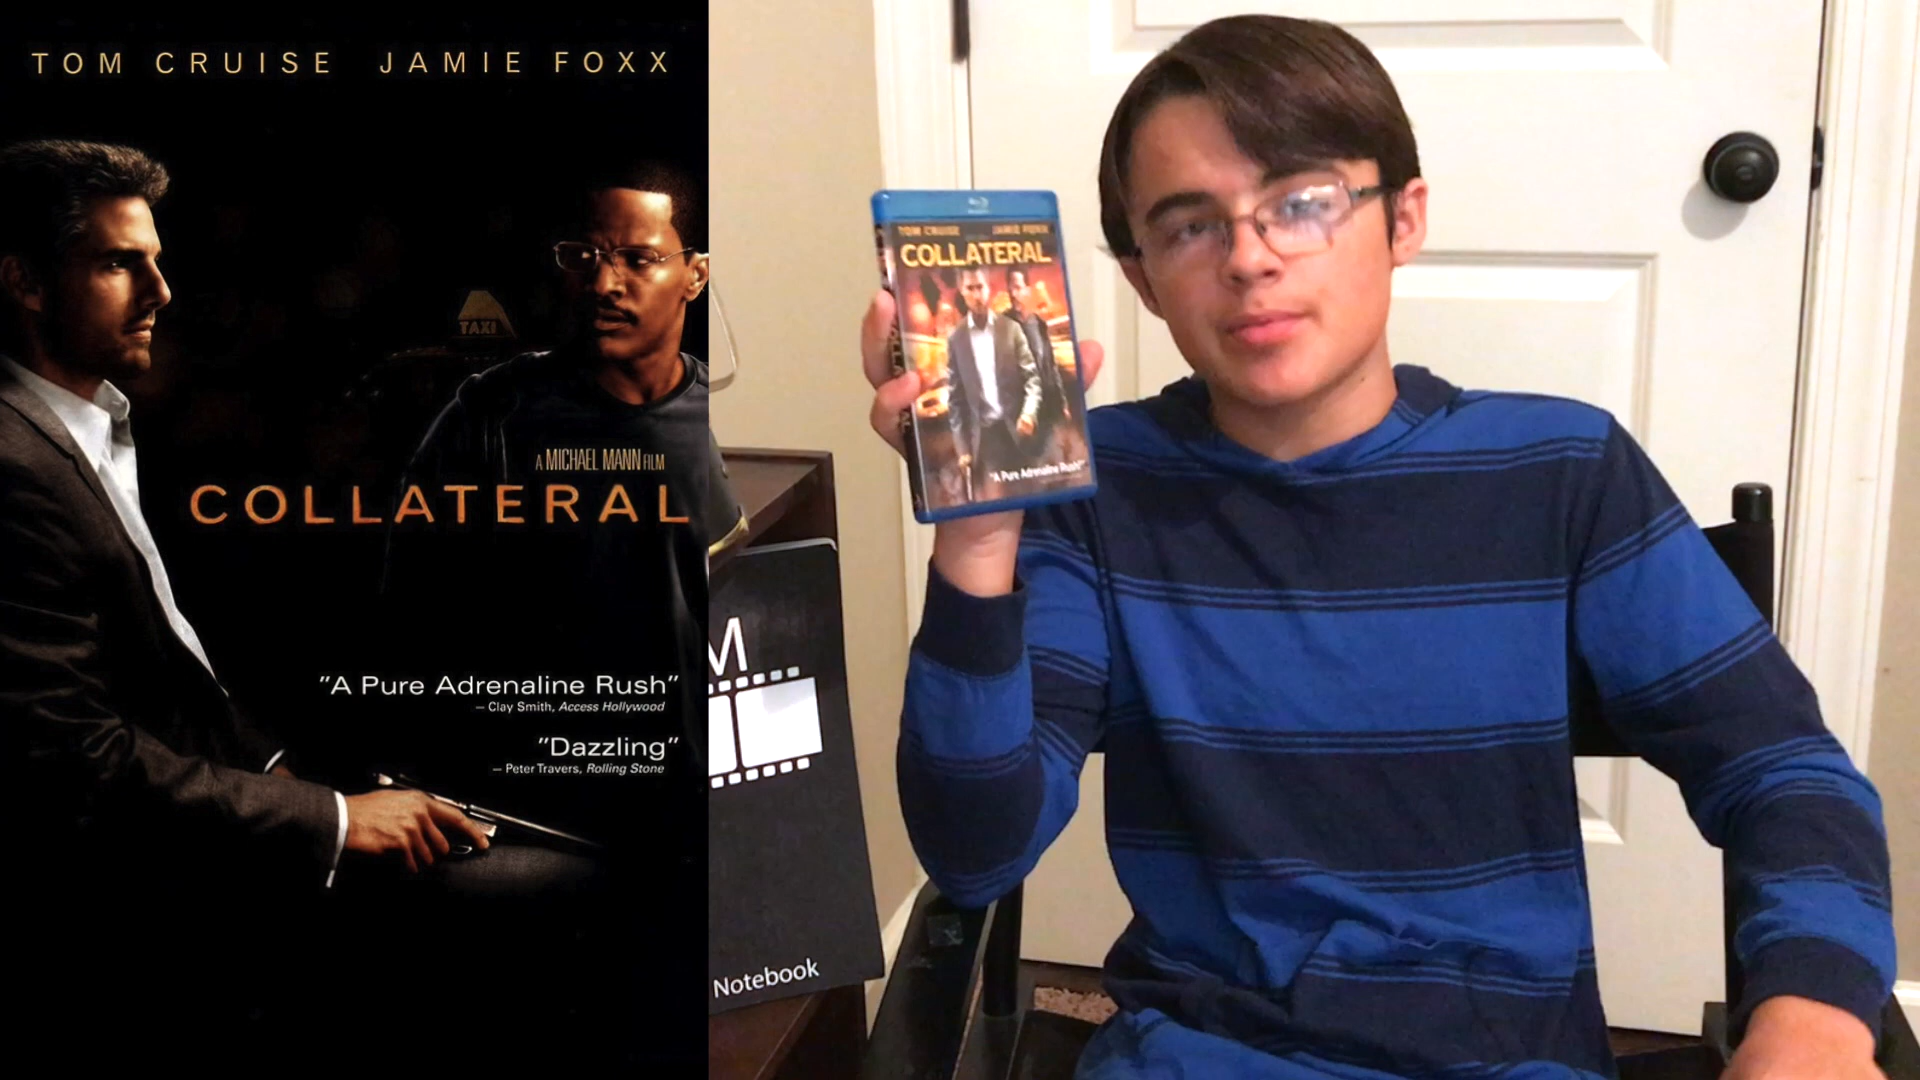 TOM CRUISE JAMIE FOXX
TAXI
A MICHAEL MANN FILM
COLLATERAL
"A Pure Adrenaline Rush"
– Clay Smith, Access Hollywood
"Dazzling"
– Peter Travers, Rolling Stone
TOM CRUISE JAMIE FOXX
COLLATERAL
"A Pure Adrenaline Rush!"
M
Notebook